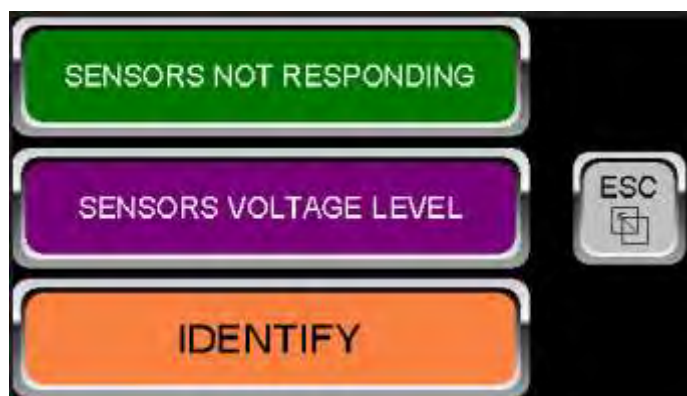 SENSORS NOT RESPONDING
SENSORS VOLTAGE LEVEL
ESC
IDENTIFY